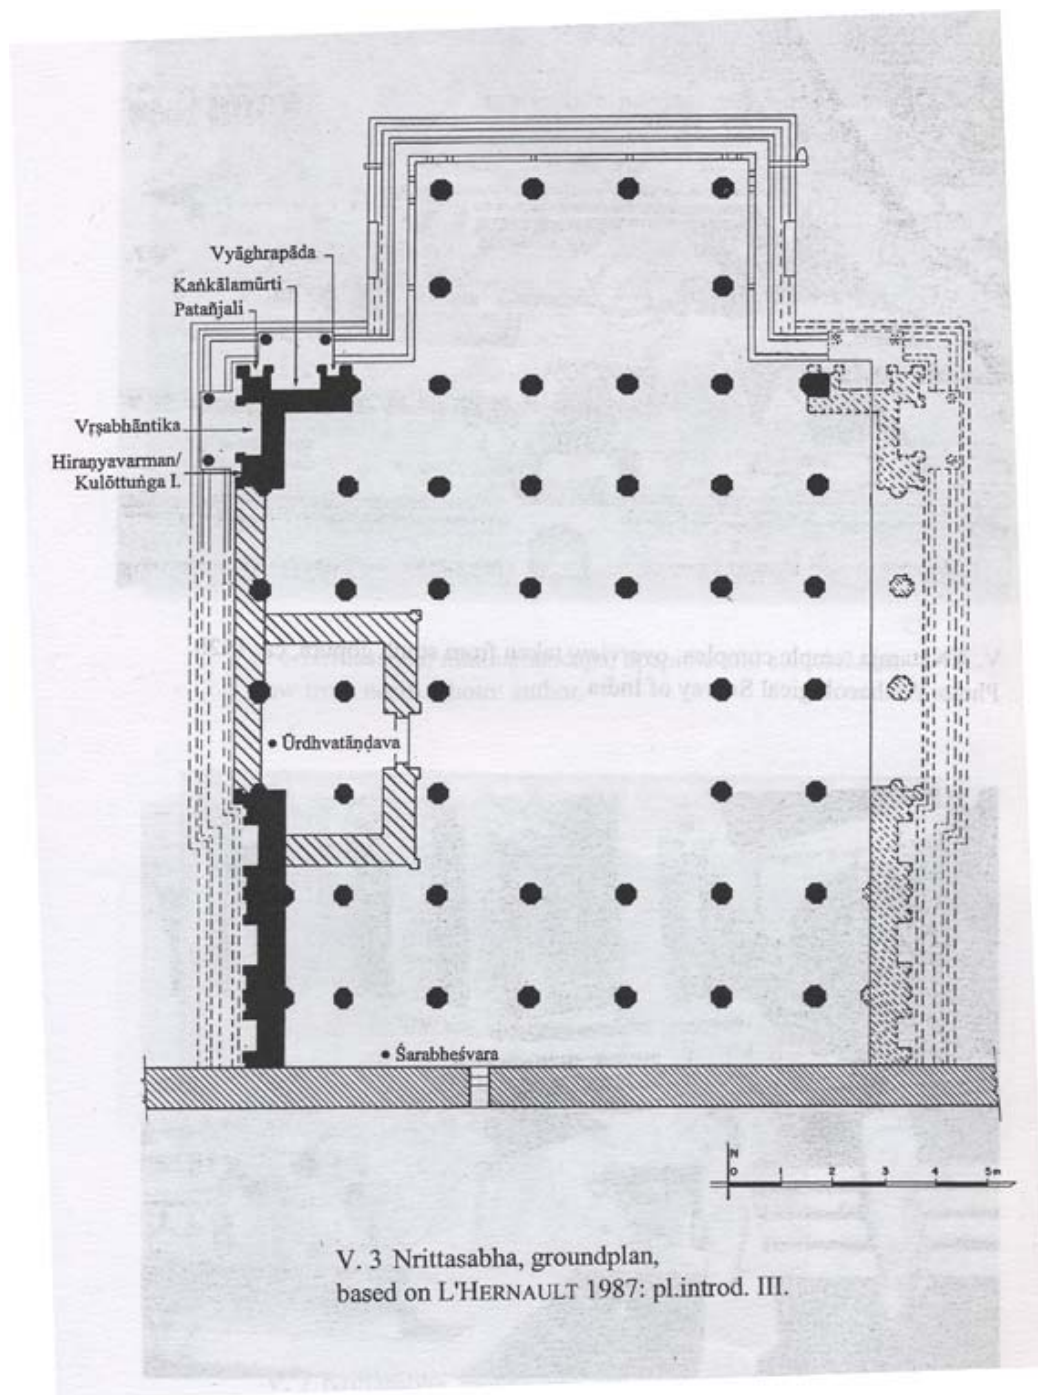 Vyāghrapāda
Kaṅkālamūrti
Patañjali
Vṛṣabhāntika
Hiraṇyavarman/
Kulōttuṅga I.
Ūrdhvatāṇḍava
Śarabheśvara
N
0 1 2 3 4 5m
V. 3 Nrittasabha, groundplan,
based on L'HERNAULT 1987: pl.introd. III.